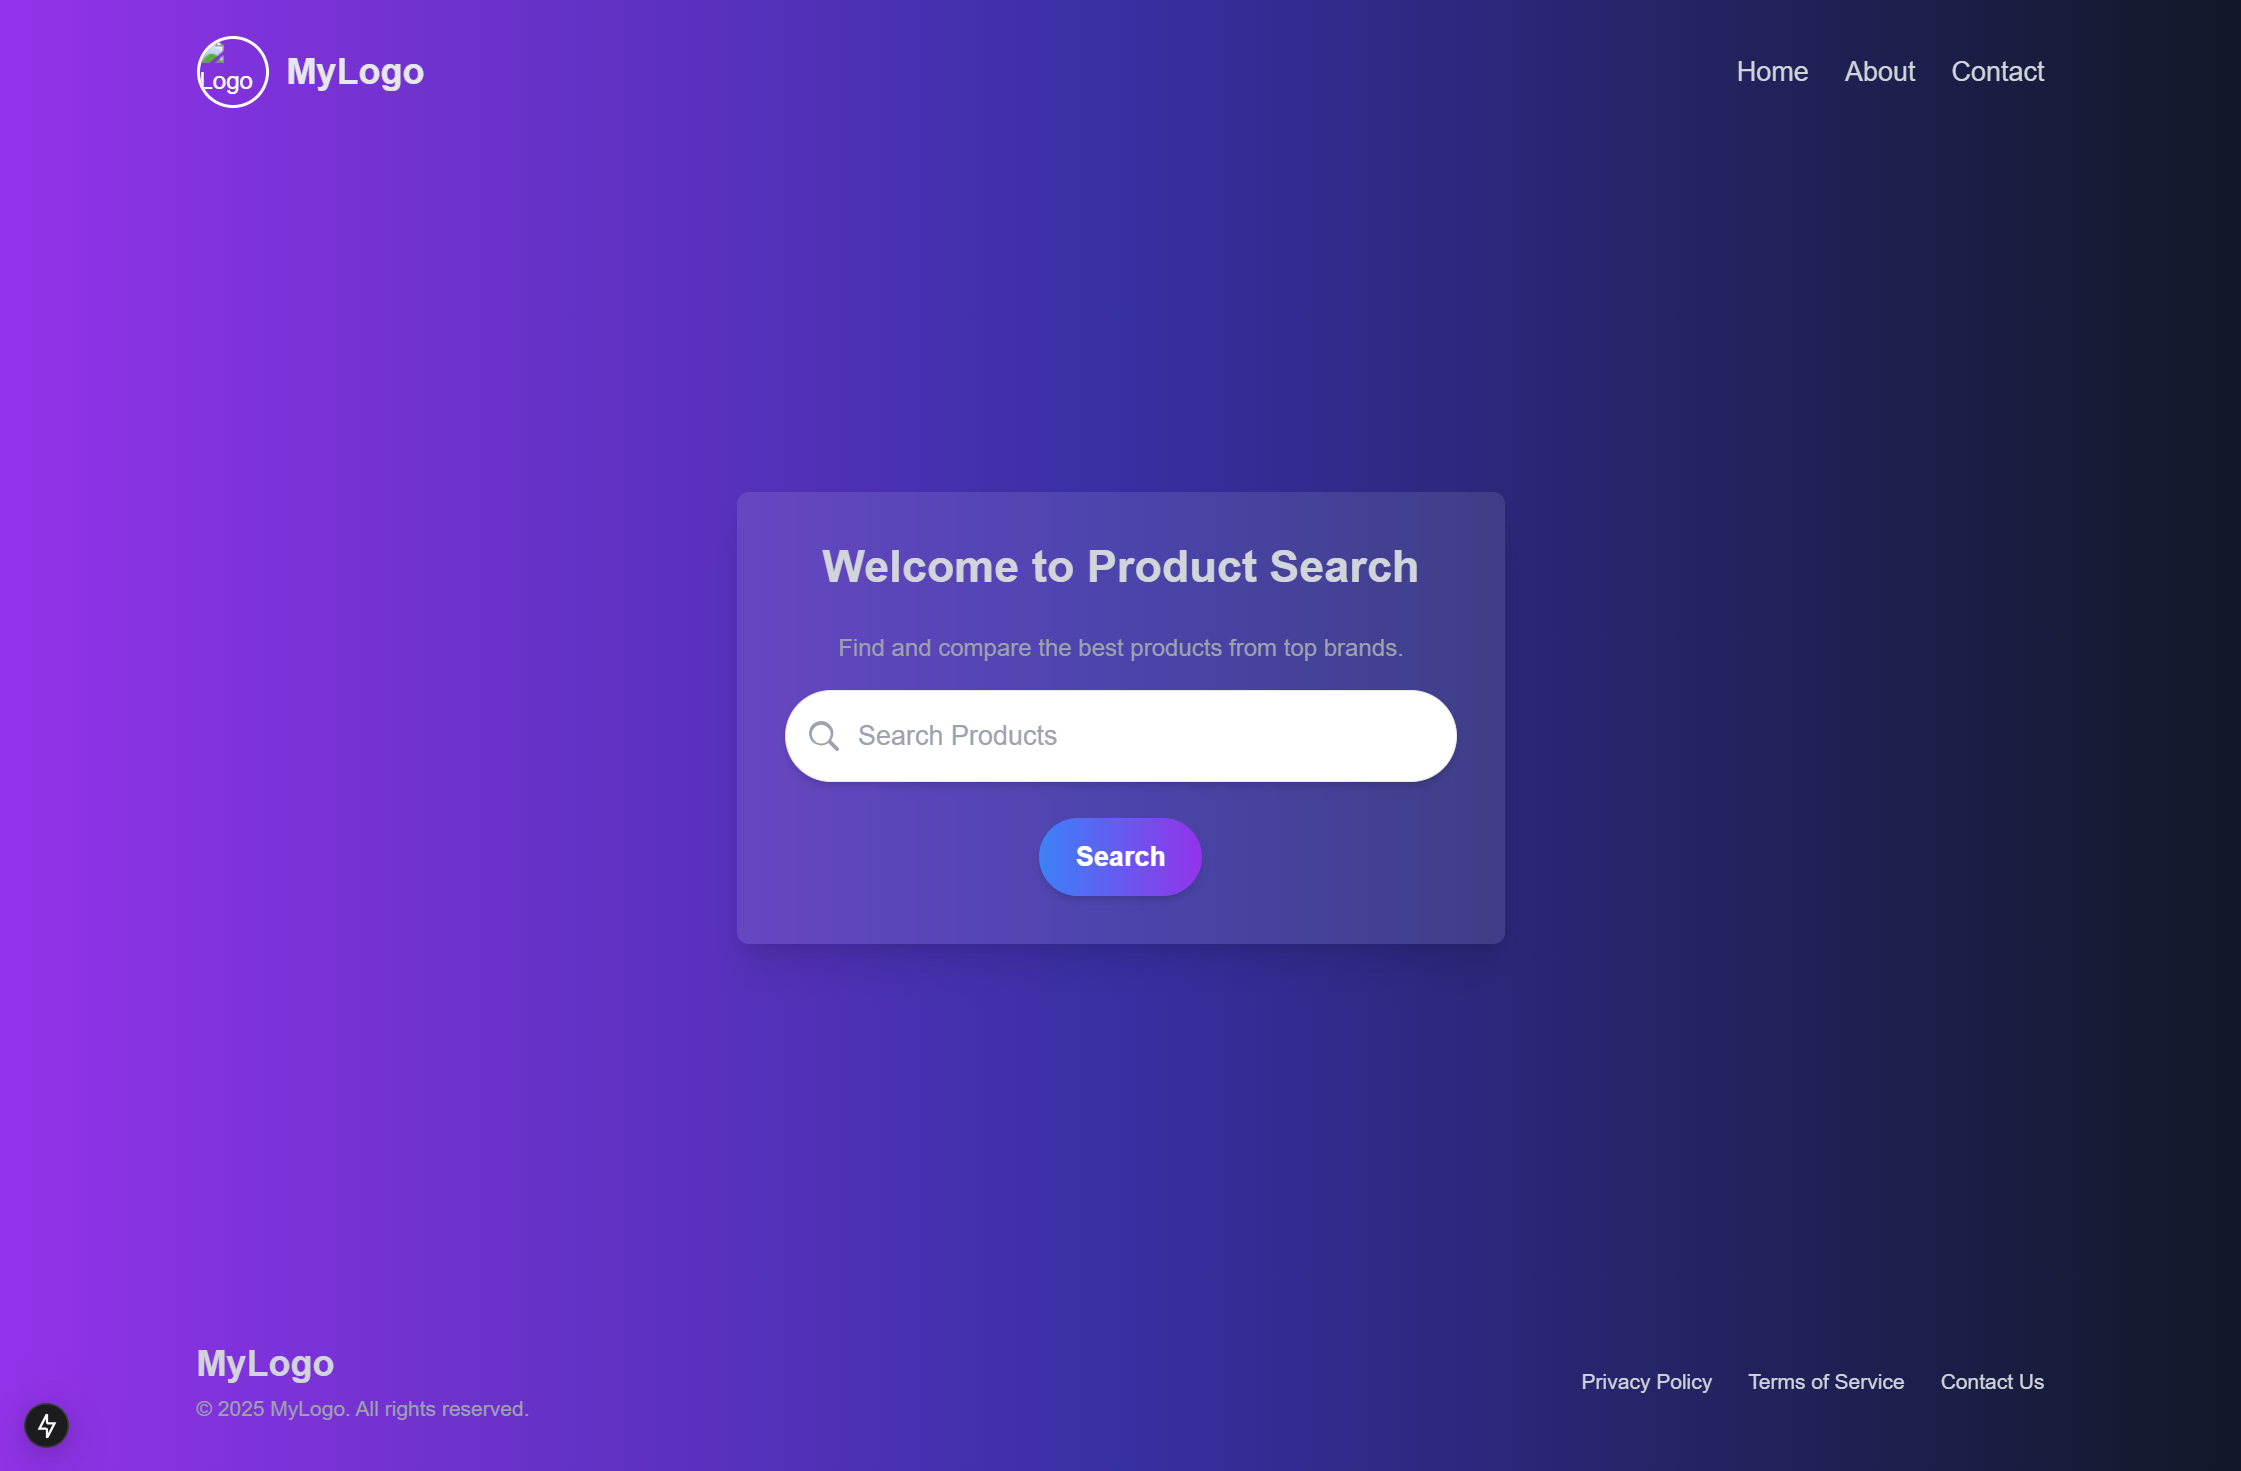 Logo
MyLogo
Home About Contact
Welcome to Product Search
Find and compare the best products from top brands.
Search Products
Search
MyLogo
© 2025 MyLogo. All rights reserved.
Privacy Policy Terms of Service Contact Us